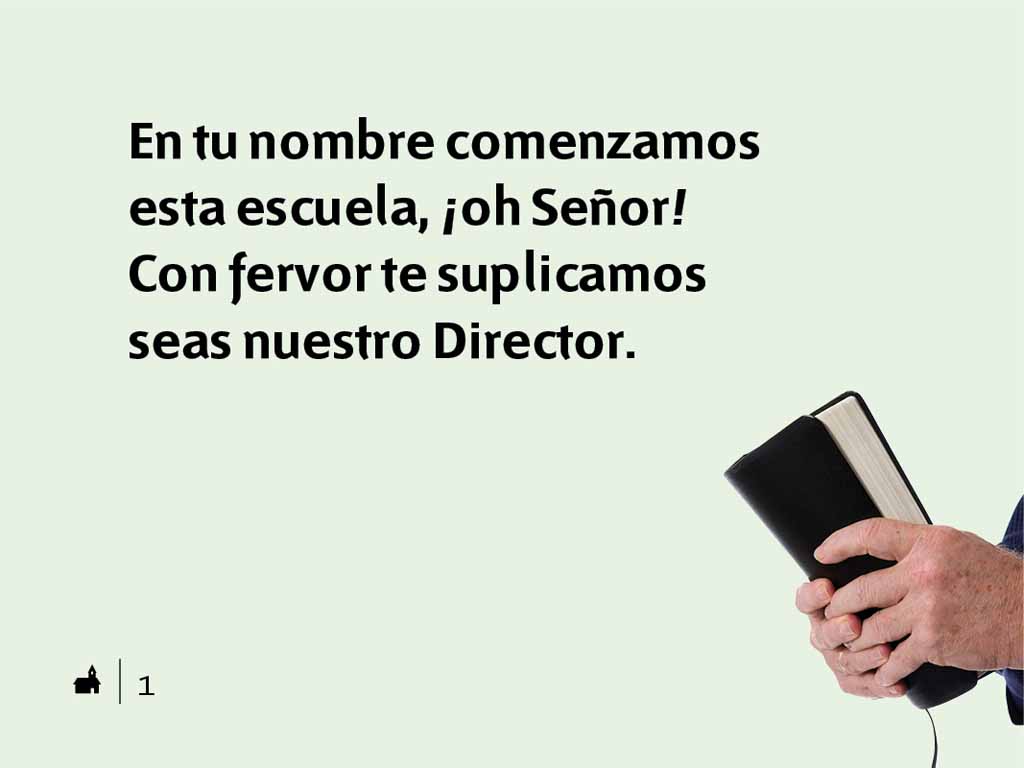 En tu nombre comenzamos
esta escuela, ¡oh Señor!
Con fervor te suplicamos
seas nuestro Director.
1